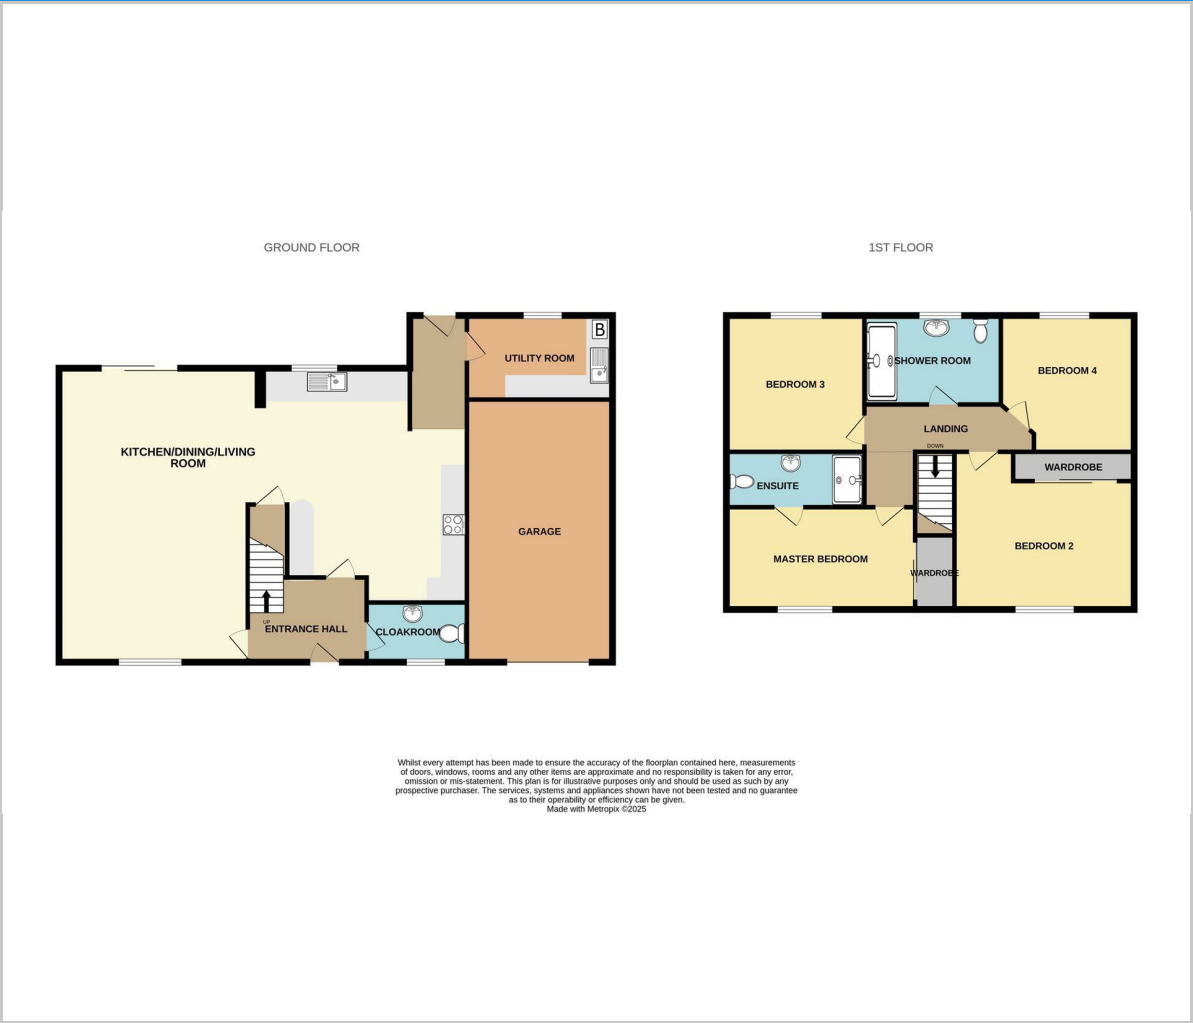 GROUND FLOOR
1ST FLOOR
B
UTILITY ROOM
KITCHEN/DINING/LIVING
ROOM
GARAGE
UP
ENTRANCE HALL
CLOAKROOM
BEDROOM 3
SHOWER ROOM
BEDROOM 4
LANDING
DOWN
WARDROBE
ENSUITE
BEDROOM 2
MASTER BEDROOM
WARDROBE
Whilst every attempt has been made to ensure the accuracy of the floorplan contained here, measurements
of doors, windows, rooms and any other items are approximate and no responsibility is taken for any error,
omission or mis-statement. This plan is for illustrative purposes only and should be used as such by any
prospective purchaser. The services, systems and appliances shown have not been tested and no guarantee
as to their operability or efficiency can be given.
Made with Metropix ©2025